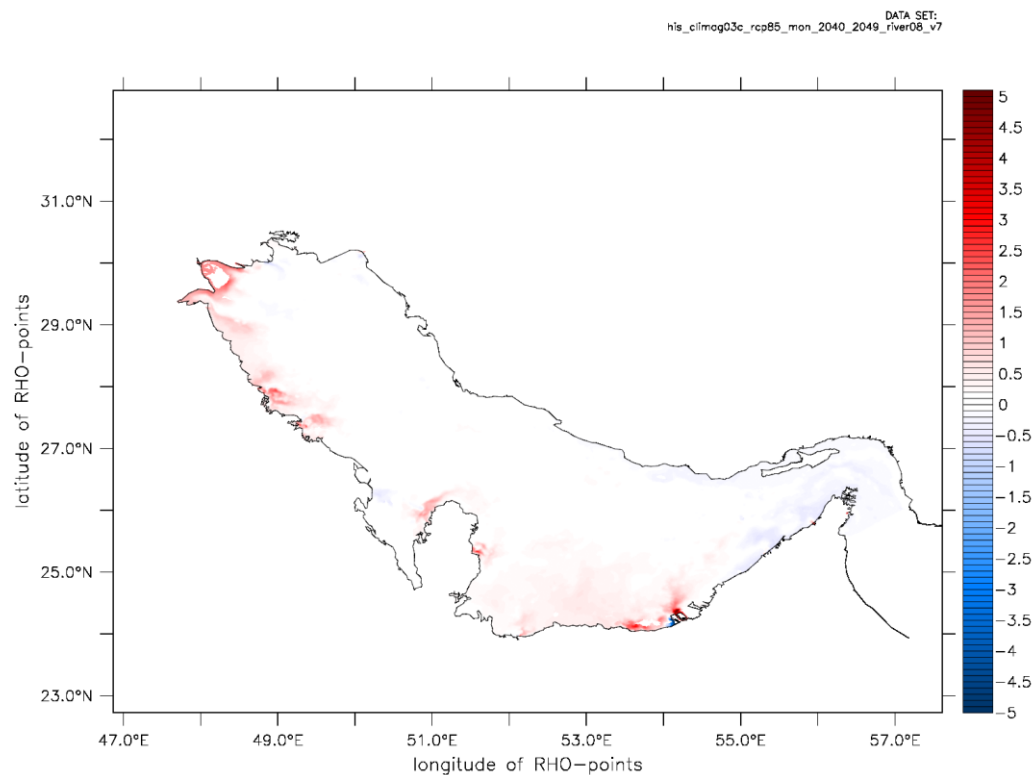 DATA SET:
his_climag03c_rcp85_mon_2040_2049_river08_v7
5
4.5
4
3.5
3
2.5
2
1.5
1
0.5
0
−0.5
−1
−1.5
−2
−2.5
−3
−3.5
−4
−4.5
−5
31.0°N
29.0°N
27.0°N
25.0°N
23.0°N
latitude of RHO−points
47.0°E 49.0°E 51.0°E 53.0°E 55.0°E 57.0°E
longitude of RHO−points